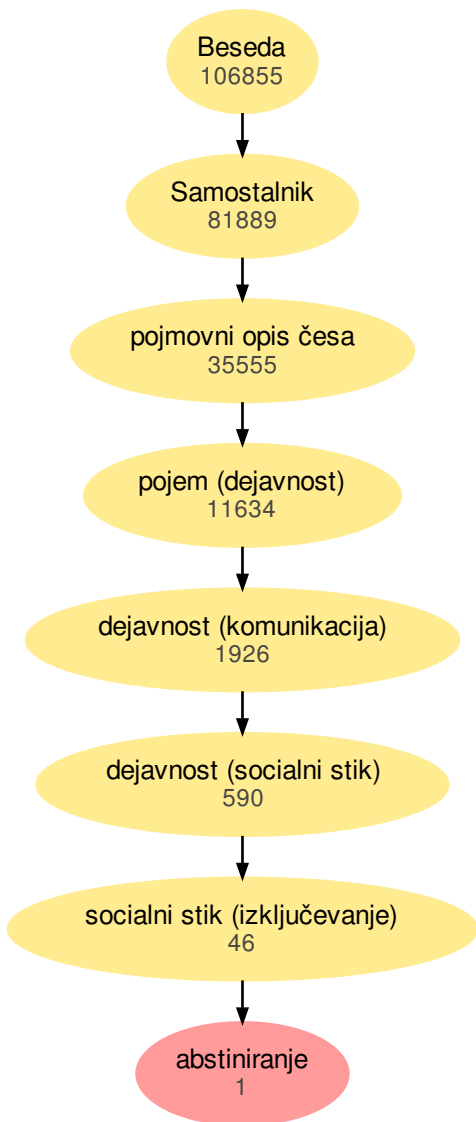 Beseda
106855
Samostalnik
81889
pojmovni opis česa
35555
pojem (dejavnost)
11634
dejavnost (komunikacija)
1926
dejavnost (socialni stik)
590
socialni stik (izključevanje)
46
abstiniranje
1